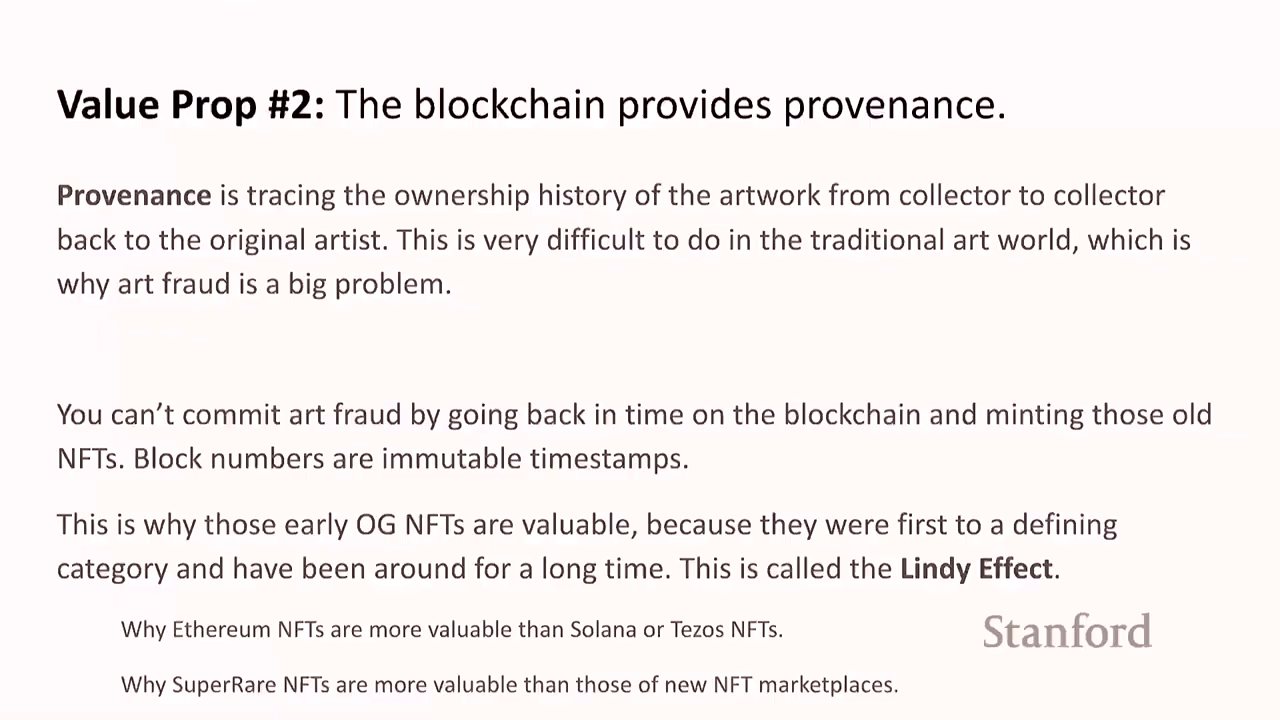 Value Prop #2: The blockchain provides provenance.
Provenance is tracing the ownership history of the artwork from collector to collector
back to the original artist. This is very difficult to do in the traditional art world, which is
why art fraud is a big problem.
You can’t commit art fraud by going back in time on the blockchain and minting those old
NFTs. Block numbers are immutable timestamps.
This is why those early OG NFTs are valuable, because they were first to a defining
category and have been around for a long time. This is called the Lindy Effect.
Why Ethereum NFTs are more valuable than Solana or Tezos NFTs.
Stanford
Why SuperRare NFTs are more valuable than those of new NFT marketplaces.